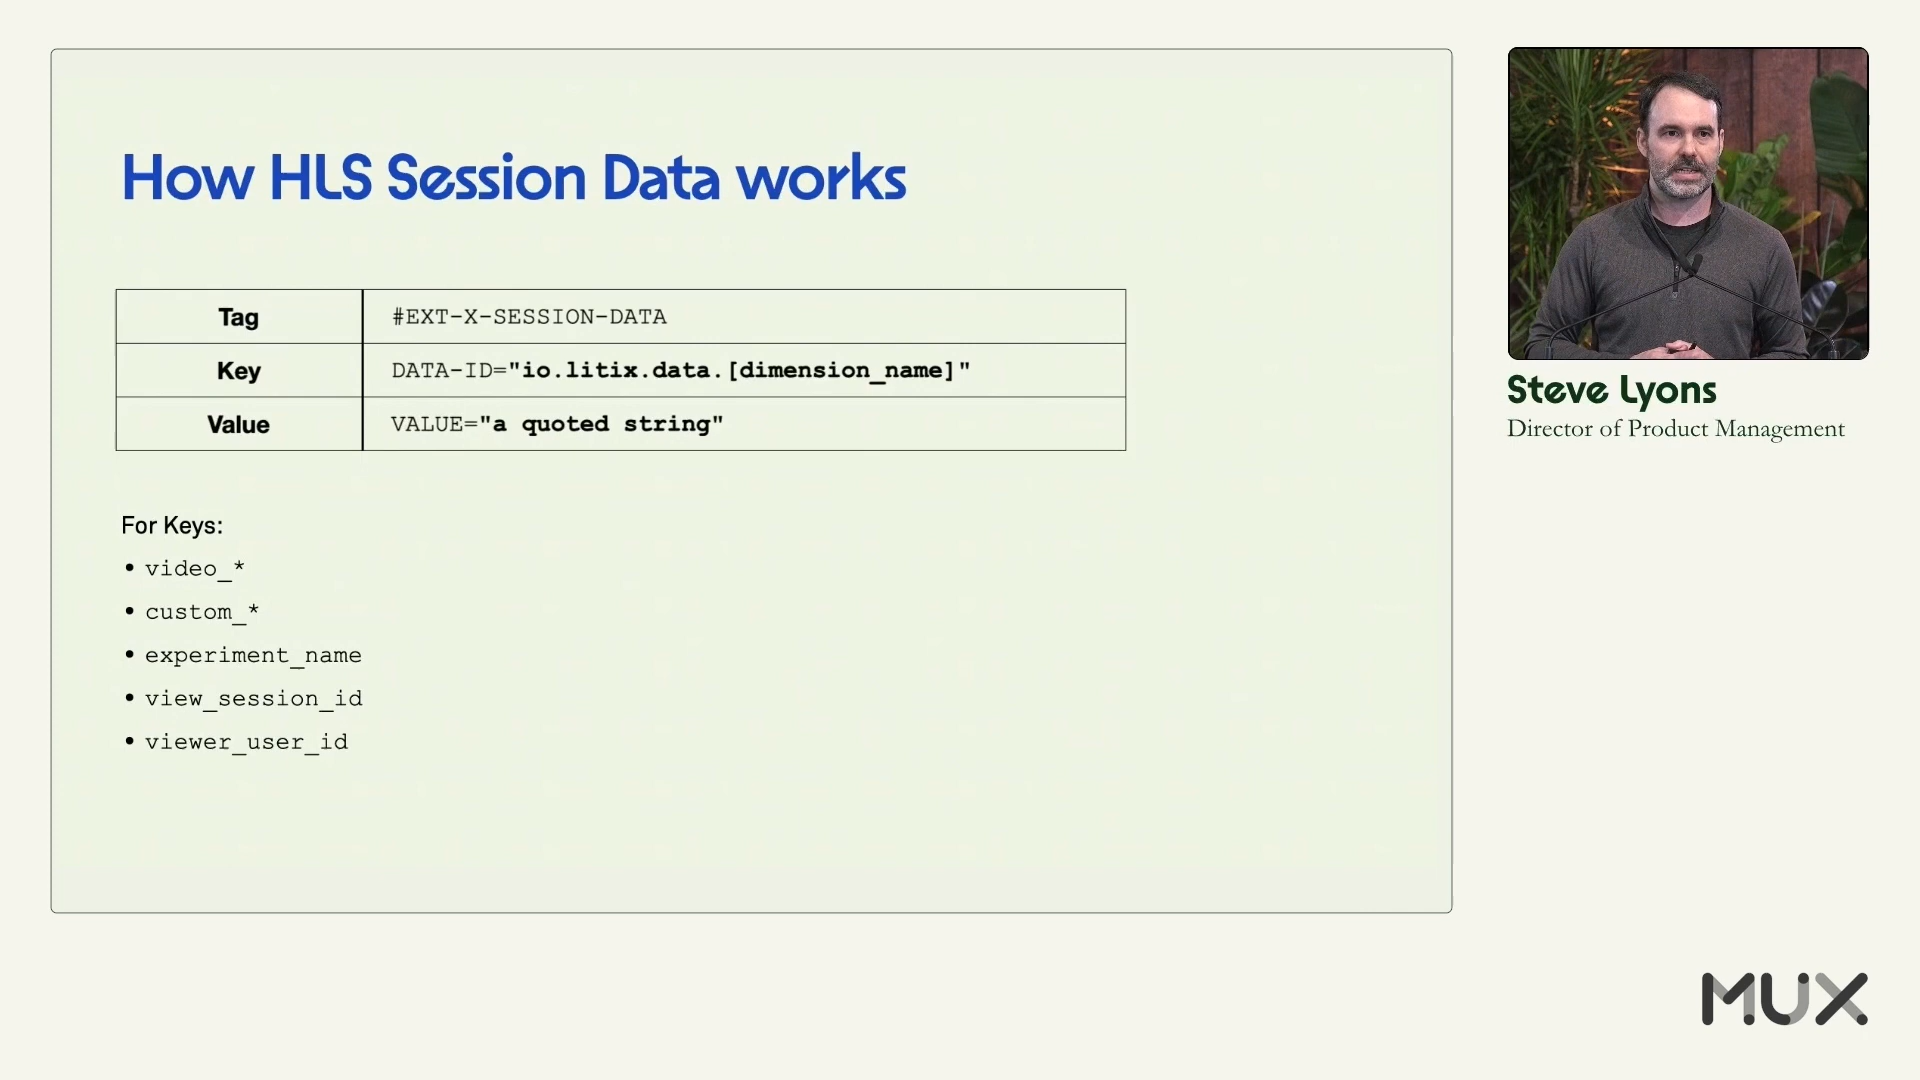 How HLS Session Data works
Tag #EXT-X-SESSION-DATA
Key DATA-ID="io.litix.data.[dimension_name]"
Value VALUE="a quoted string"
For Keys:
• video_*
• custom_*
• experiment_name
• view_session_id
• viewer_user_id
Steve Lyons
Director of Product Management
MUX